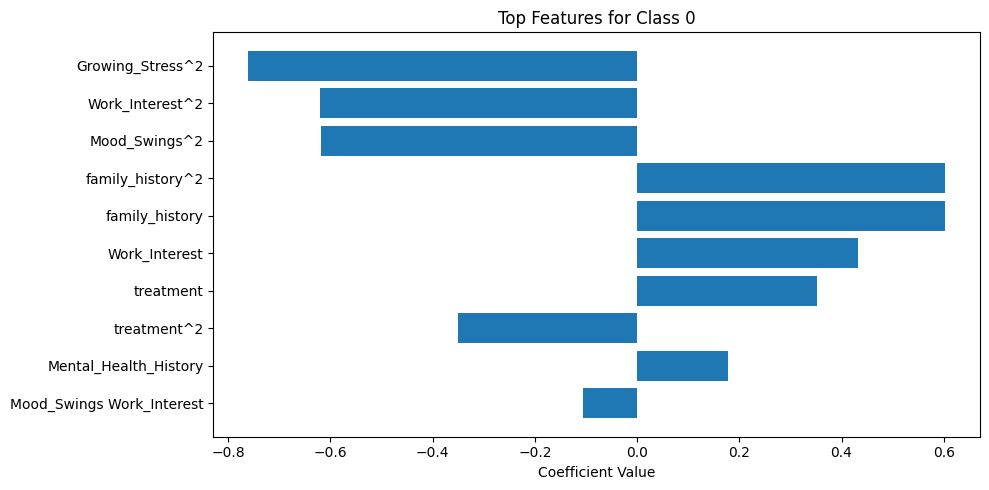 Top Features for Class 0
Growing_Stress^2
Work_Interest^2
Mood_Swings^2
family_history^2
family_history
Work_Interest
treatment
treatment^2
Mental_Health_History
Mood_Swings Work_Interest
−0.8 −0.6 −0.4 −0.2 0.0 0.2 0.4 0.6
Coefficient Value